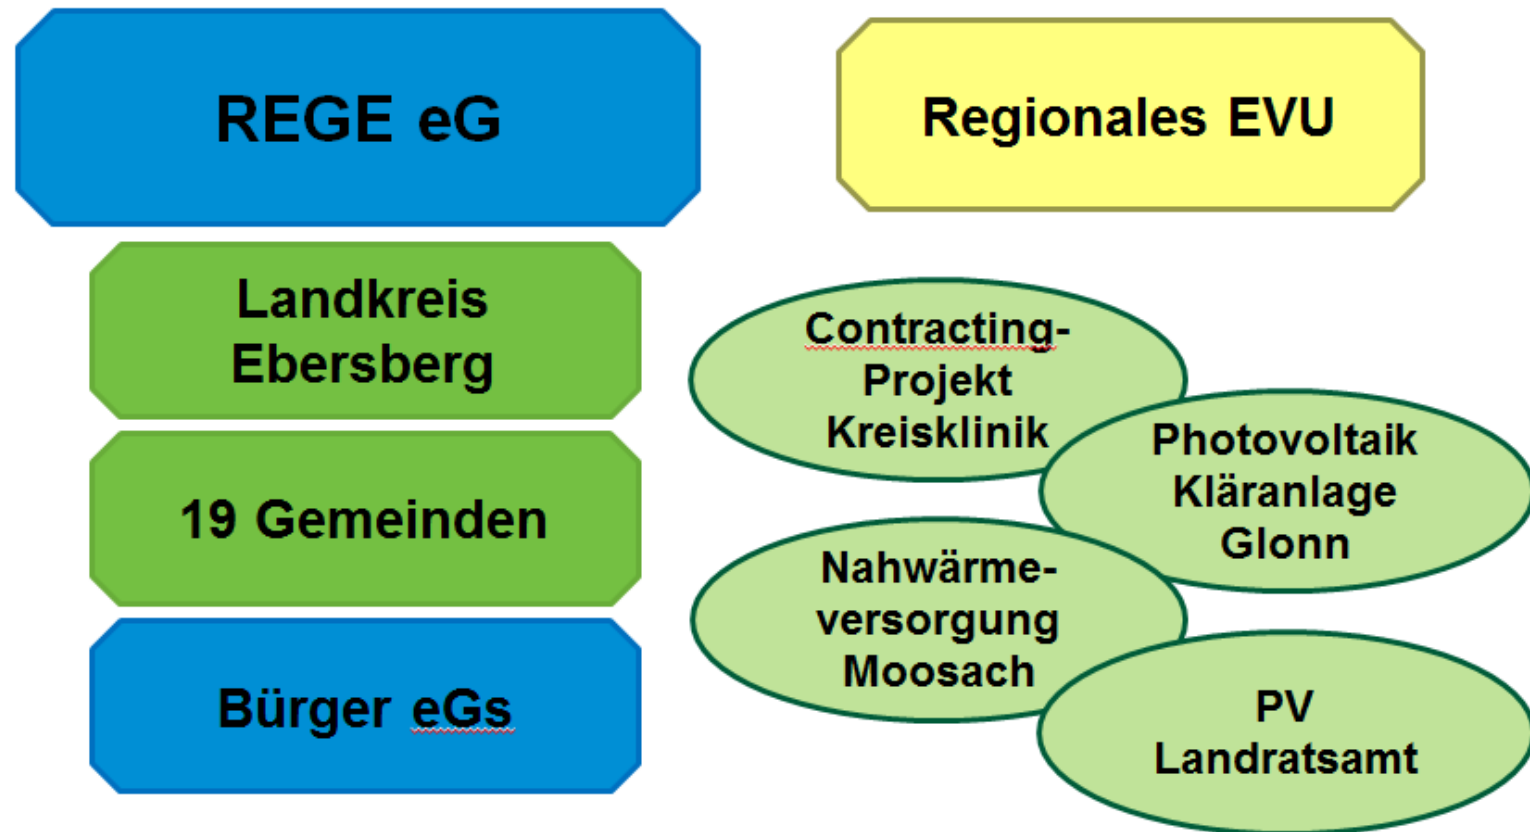 REGE eG
Regionales EVU
Landkreis
Ebersberg
19 Gemeinden
Bürger eGs
Contracting-
Projekt
Kreisklinik
Photovoltaik
Kläranlage
Glonn
Nahwärme-
versorgung
Moosach
PV
Landratsamt